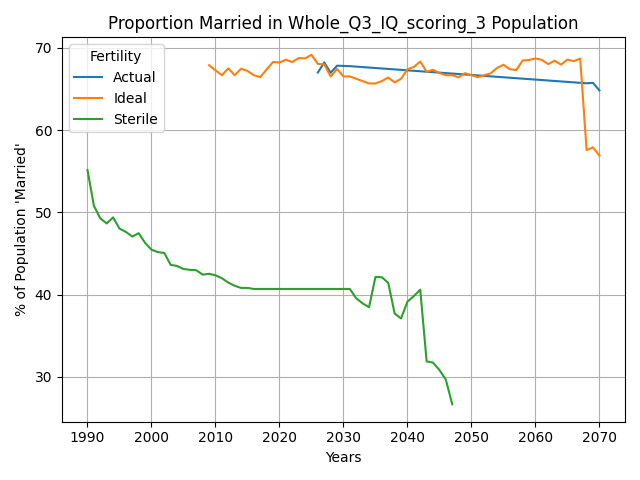 Proportion Married in Whole_Q3_IQ_scoring_3 Population
Fertility
Actual
Ideal
Sterile
% of Population 'Married'
70
60
50
40
30
1990
2000
2010
2020
2030
2040
2050
2060
2070
Years